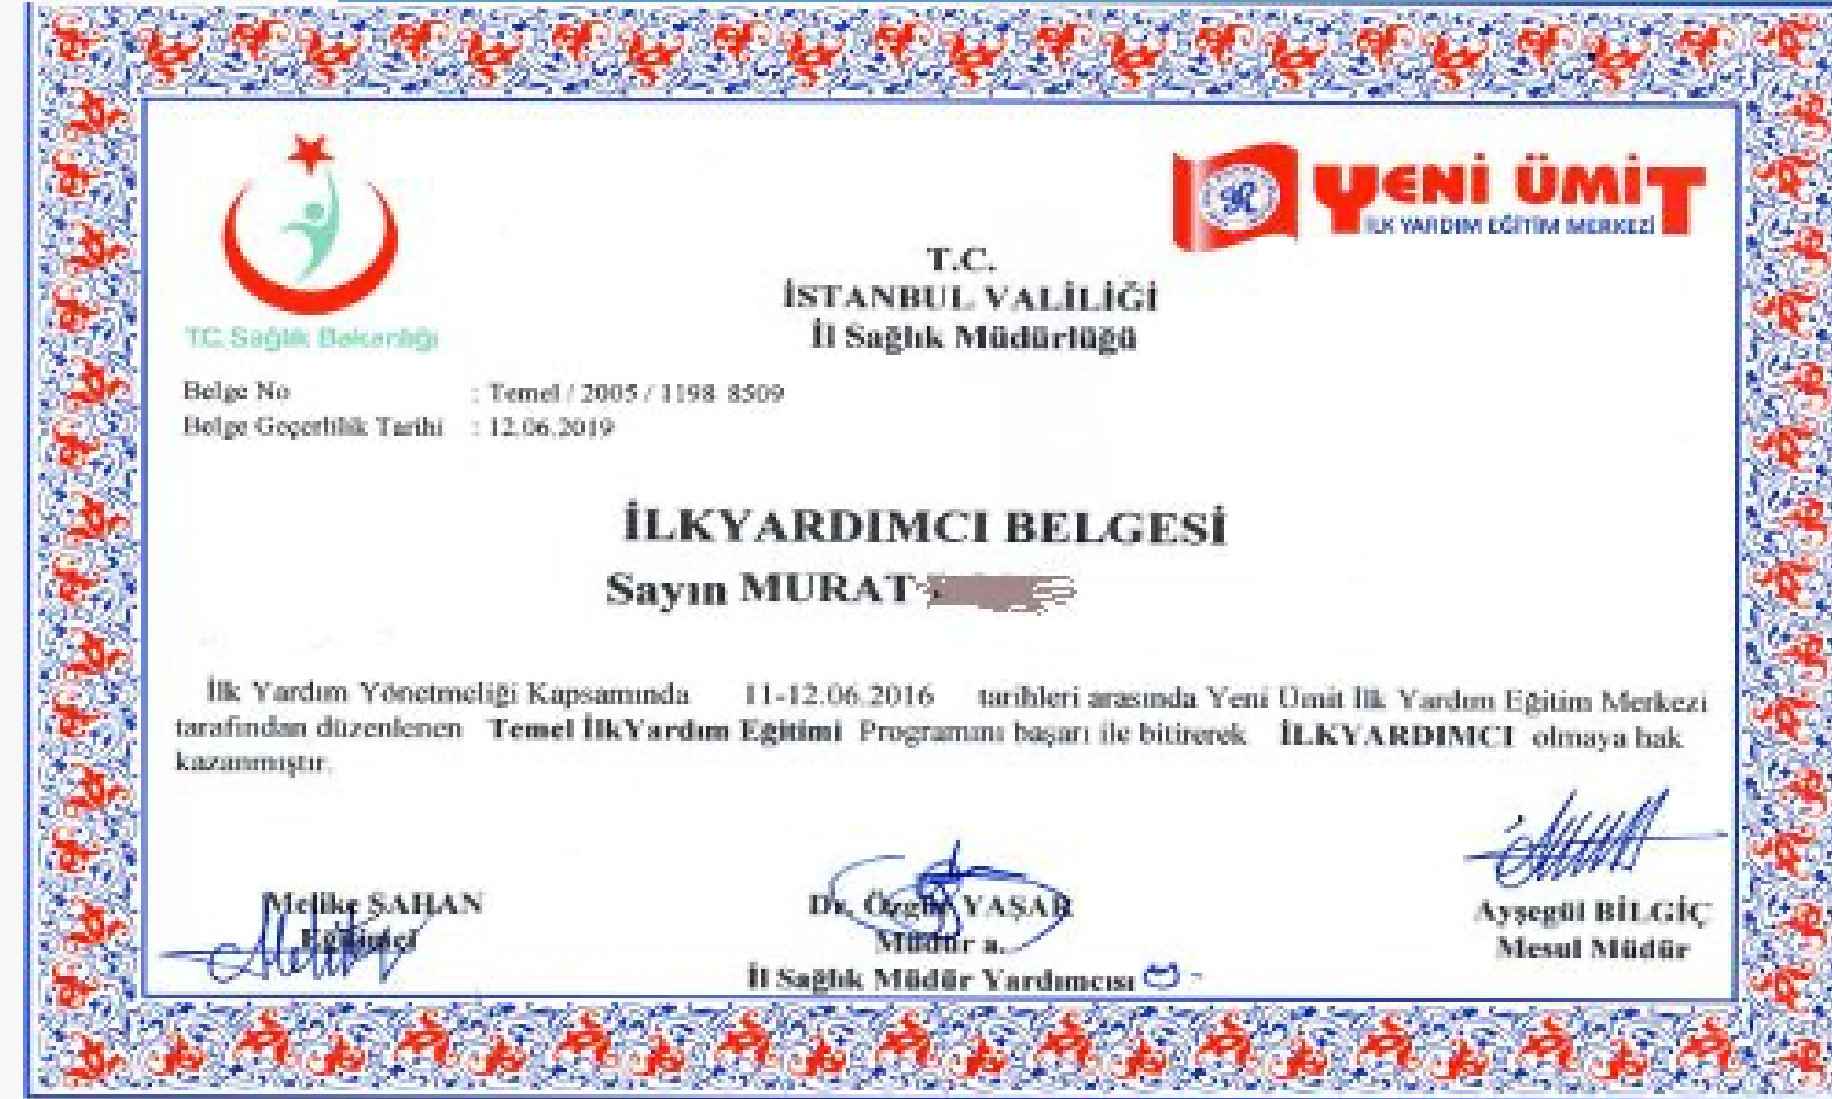 YENİ ÜMİT
İLK YARDIM EĞİTİM MERKEZİ
TC Sağlık Bakanlığı
T.C.
İSTANBUL VALİLİĞİ
İl Sağlık Müdürlüğü
Belge No : Temel / 2005 / 1198 8509
Belge Geçerlilik Tarihi : 12.06.2019
İLKYARDIMCI BELGESİ
Sayın MURAT
İlk Yardım Yönetmeliği Kapsamında 11-12.06.2016 tarihleri arasında Yeni Ümit İlk Yardım Eğitim Merkezi
tarafından düzenlenen Temel İlkYardım Eğitimi Programını başarı ile bitirerek İLKYARDIMCI olmaya hak
kazanmıştır.
Melike ŞAHAN
Eğitimci
Dr. Özgür YAŞAR
Müdür a.
İl Sağlık Müdür Yardımcısı
Ayşegül BİLGİÇ
Mesul Müdür